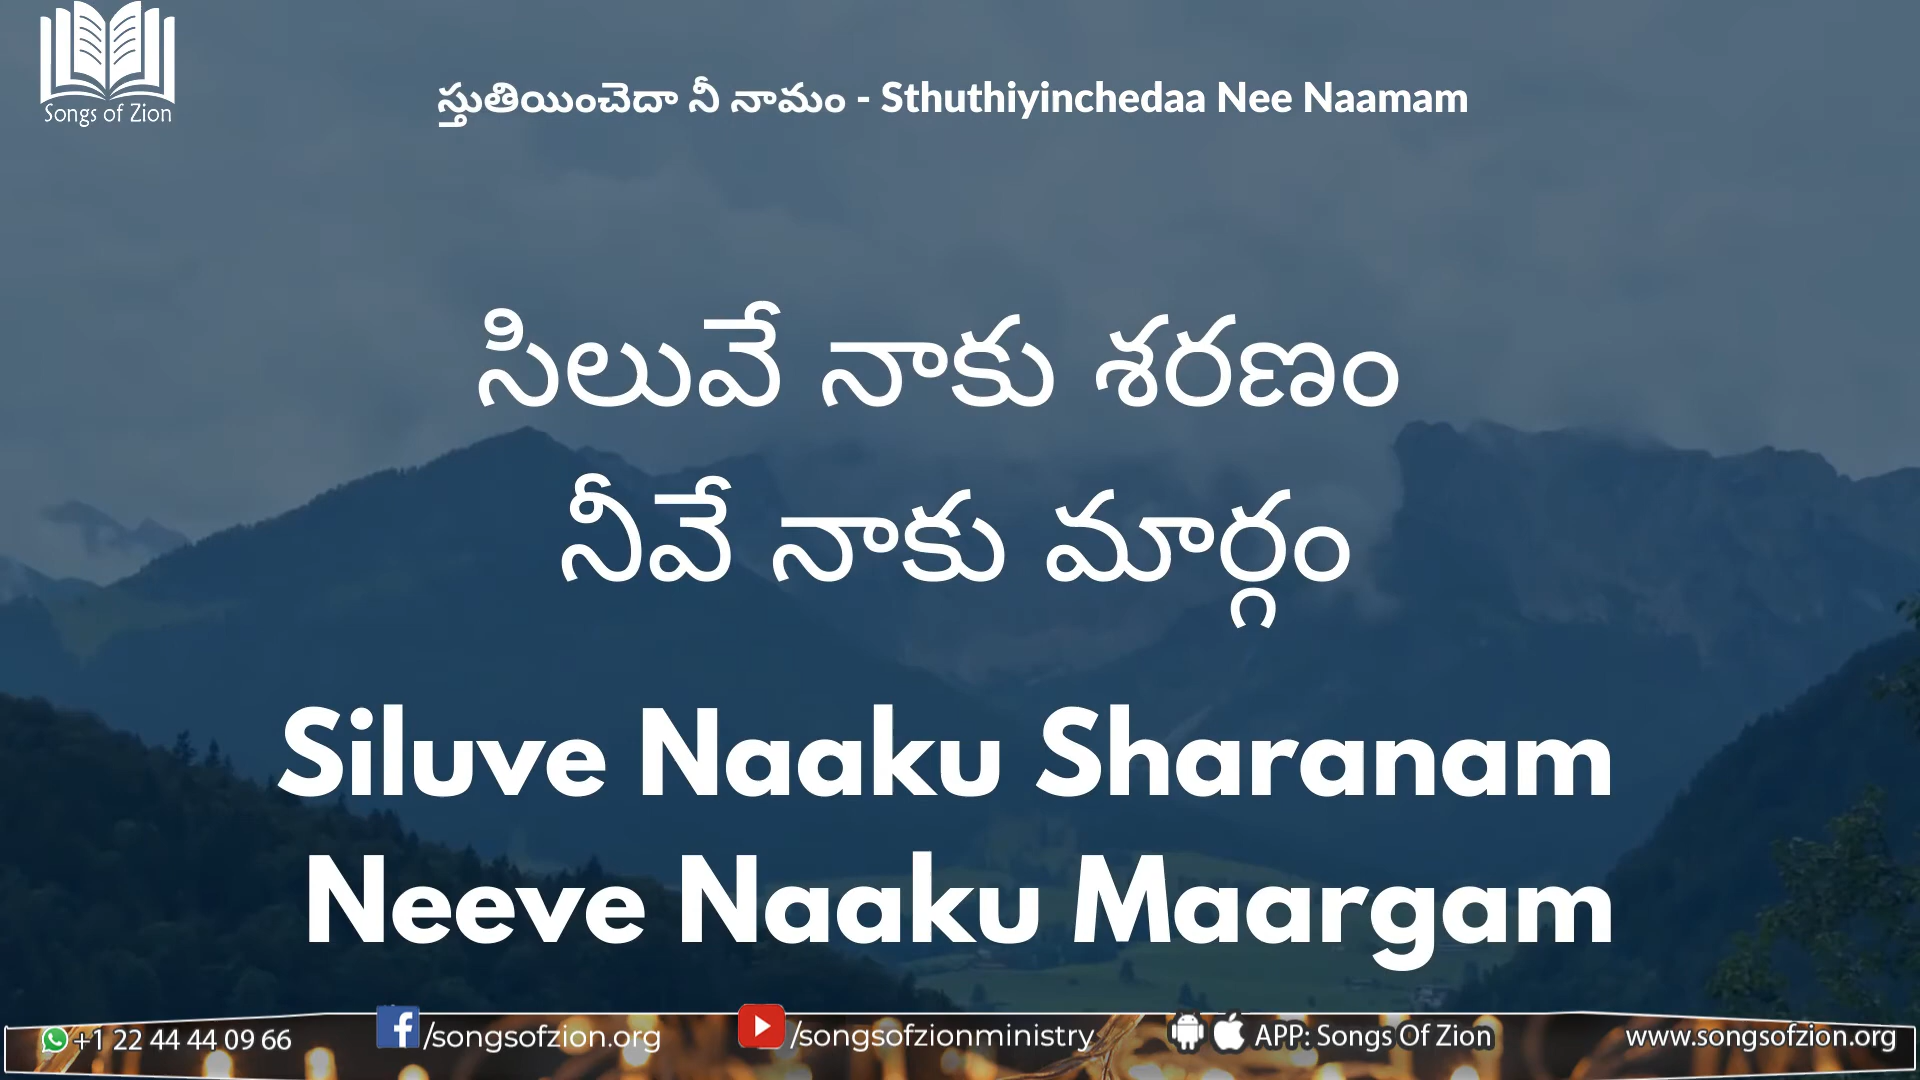 Songs of Zion
స్తుతియించెదా నీ నామం - Sthuthiyinchedaa Nee Naamam
సిలువే నాకు శరణం
నీవే నాకు మార్గం
Siluve Naaku Sharanam
Neeve Naaku Maargam
+1 22 44 44 09 66 /songsofzion.org /songsofzionministry APP: Songs Of Zion www.songsofzion.org